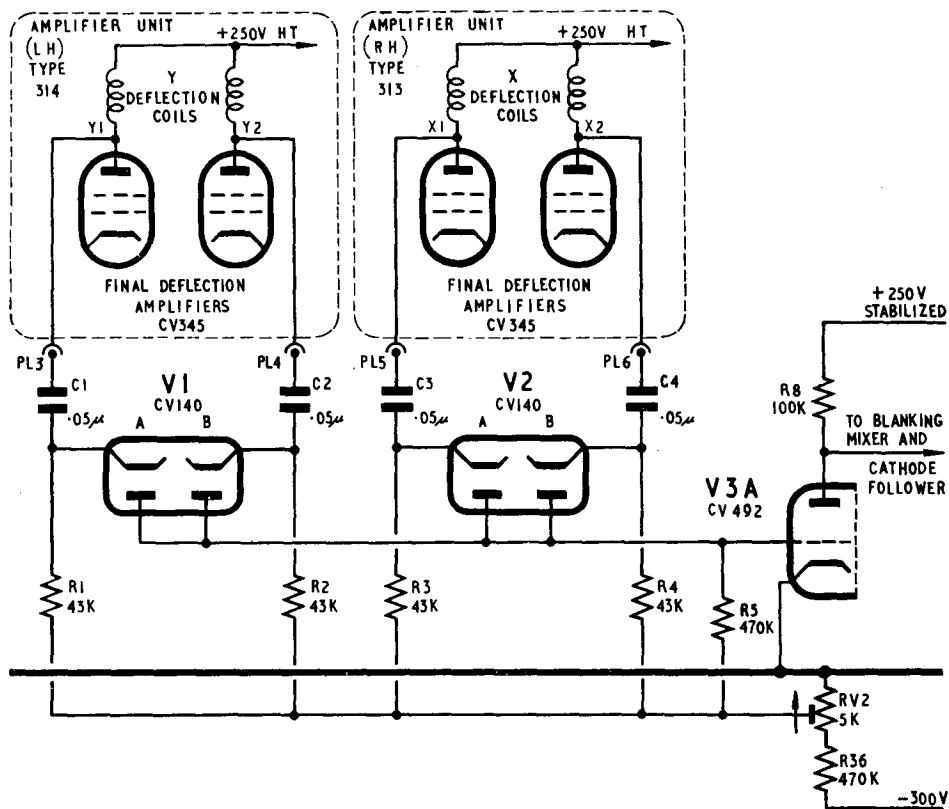 AMPLIFIER UNIT
(LH)
TYPE
314
+250V HT
Y
DEFLECTION
COILS
Y1
Y2
FINAL DEFLECTION
AMPLIFIERS
CV345
AMPLIFIER UNIT
(RH)
TYPE
313
+250V HT
X
DEFLECTION
COILS
X1
X2
FINAL DEFLECTION
AMPLIFIERS
CV345
+250V
STABILIZED
PL3
PL4
PL5
PL6
C1
.05μ
V1
CV140
A B
C2
.05μ
C3
.05μ
V2
CV140
A B
C4
.05μ
R8
100K
TO BLANKING
MIXER AND
CATHODE
FOLLOWER
V3A
CV492
R1
43K
R2
43K
R3
43K
R4
43K
R5
470K
RV2
5K
R36
470K
-300V